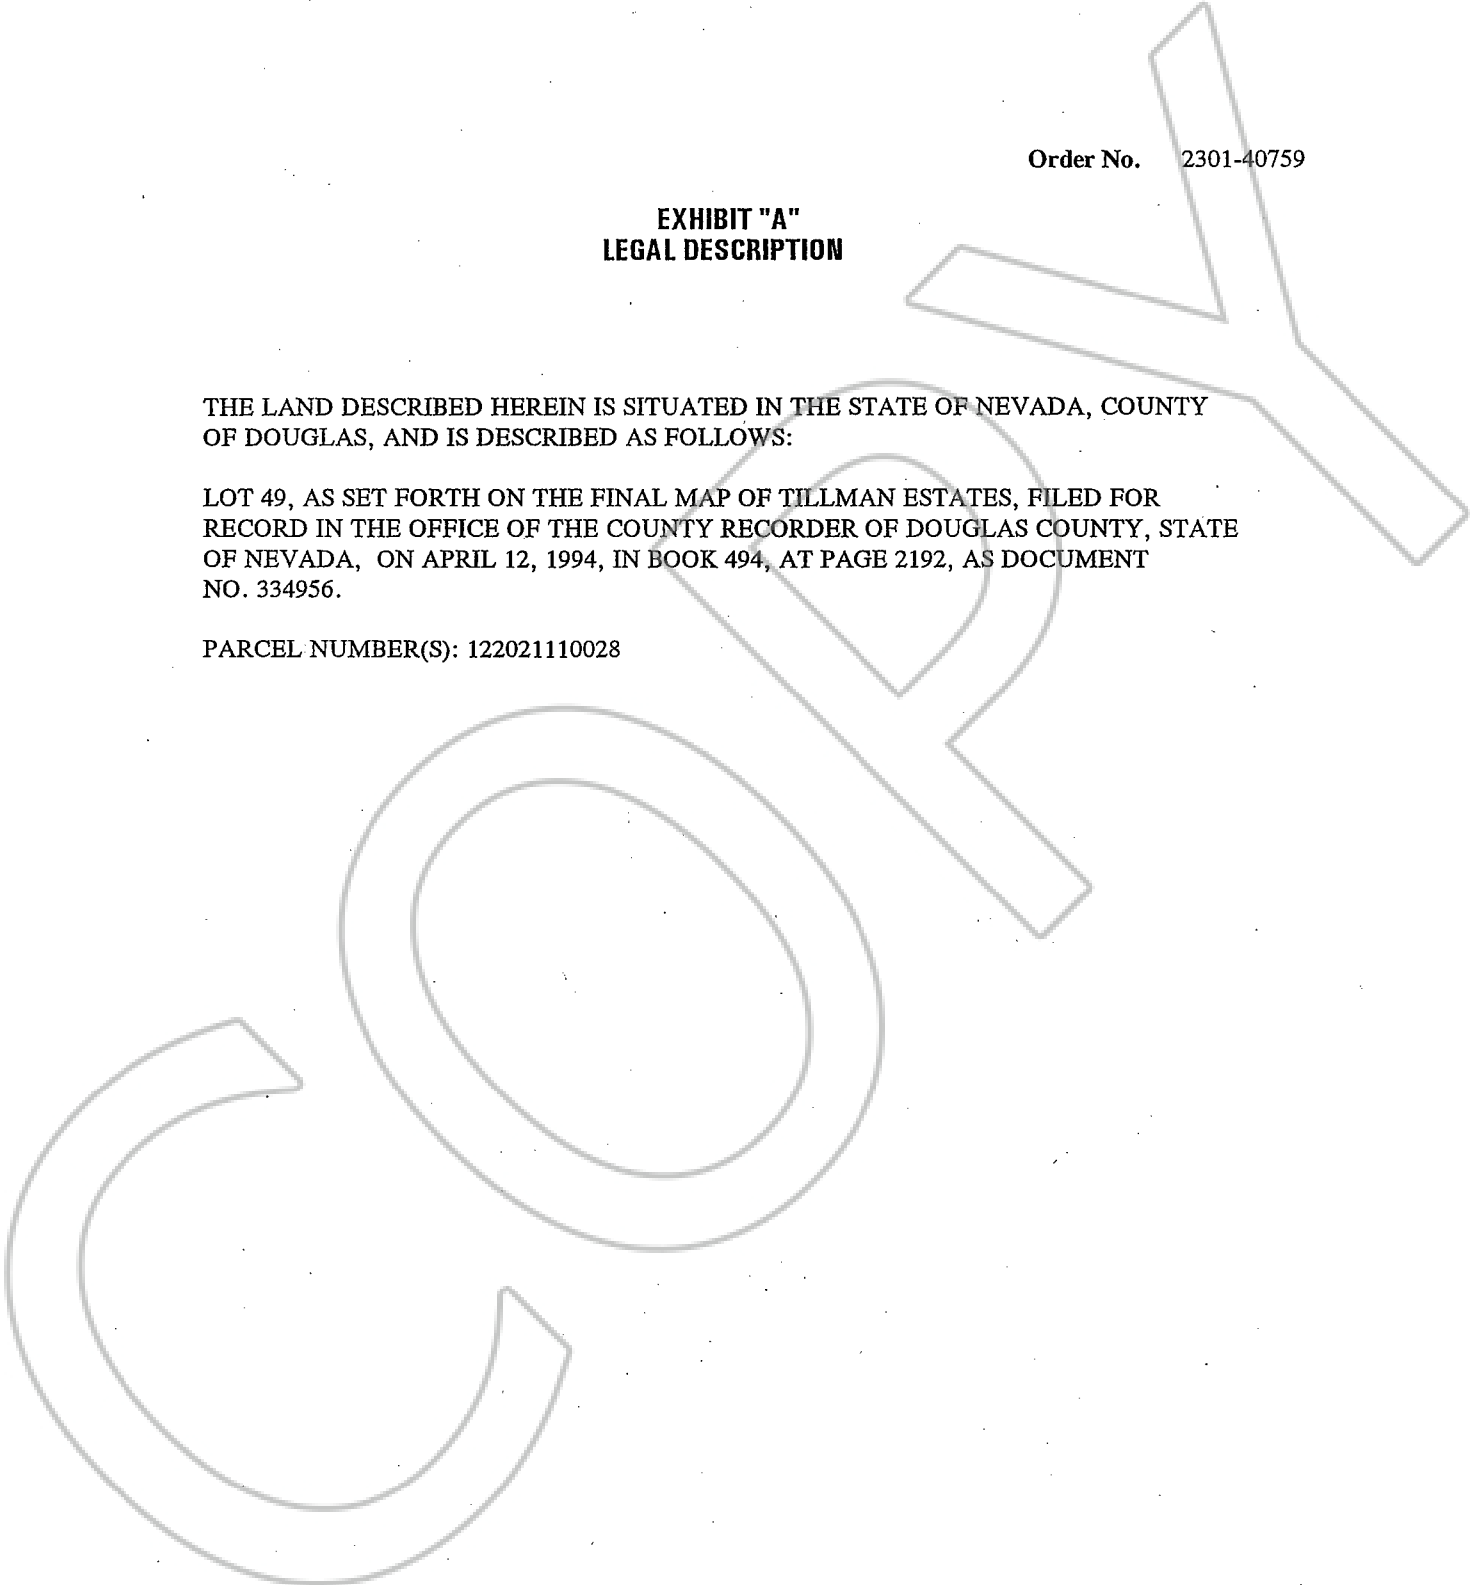 Order No. 2301-40759
EXHIBIT "A"
LEGAL DESCRIPTION
THE LAND DESCRIBED HEREIN IS SITUATED IN THE STATE OF NEVADA, COUNTY
OF DOUGLAS, AND IS DESCRIBED AS FOLLOWS:
LOT 49, AS SET FORTH ON THE FINAL MAP OF TILLMAN ESTATES, FILED FOR
RECORD IN THE OFFICE OF THE COUNTY RECORDER OF DOUGLAS COUNTY, STATE
OF NEVADA, ON APRIL 12, 1994, IN BOOK 494, AT PAGE 2192, AS DOCUMENT
NO. 334956.
PARCEL NUMBER(S): 122021110028
COPY